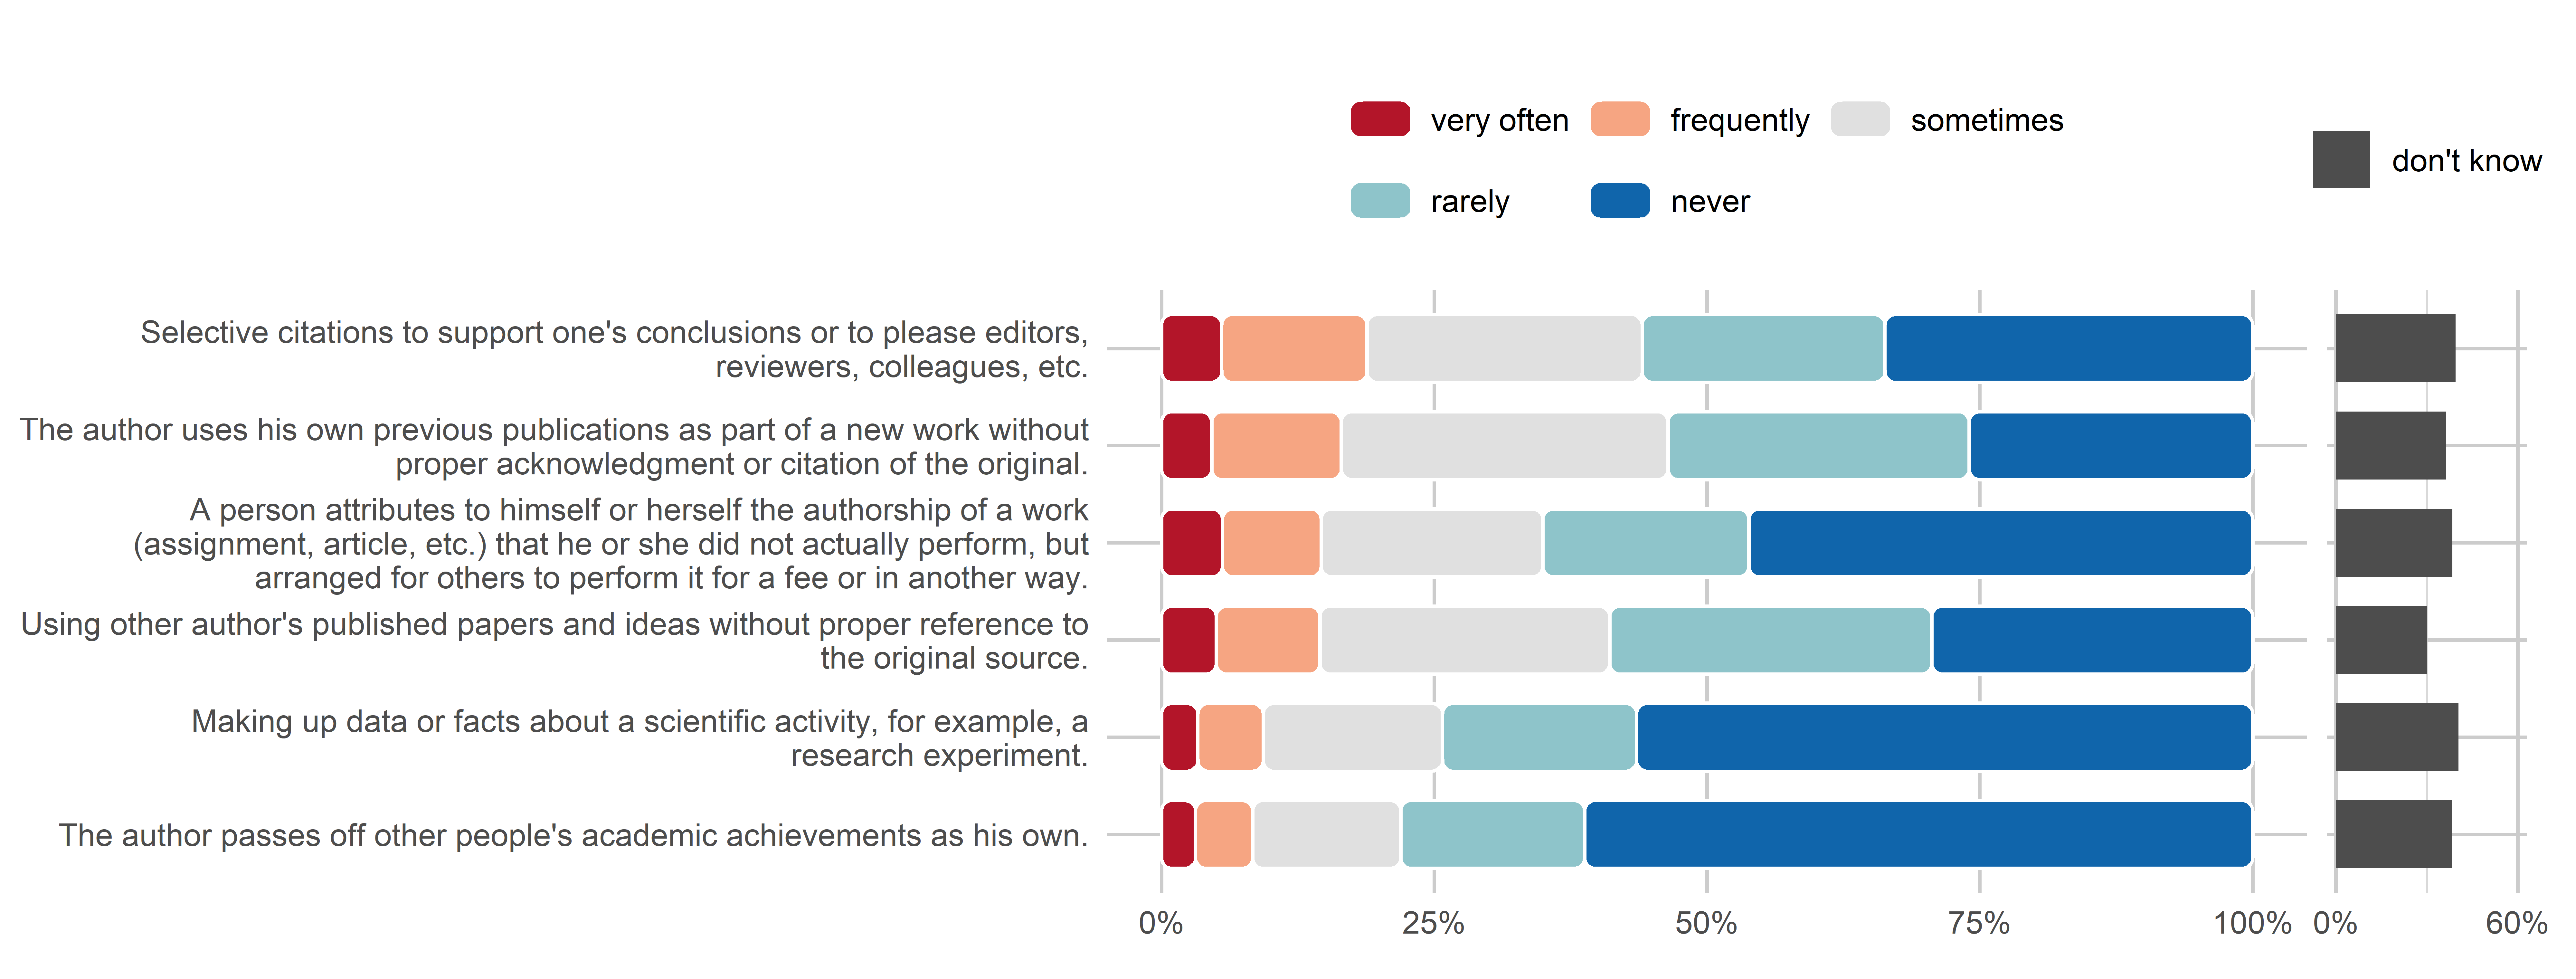 very often
frequently
sometimes
rarely
never
don't know
Selective citations to support one's conclusions or to please editors,
reviewers, colleagues, etc.
The author uses his own previous publications as part of a new work without
proper acknowledgment or citation of the original.
A person attributes to himself or herself the authorship of a work
(assignment, article, etc.) that he or she did not actually perform, but
arranged for others to perform it for a fee or in another way.
Using other author's published papers and ideas without proper reference to
the original source.
Making up data or facts about a scientific activity, for example, a
research experiment.
The author passes off other people's academic achievements as his own.
0% 25% 50% 75% 100% 0% 60%